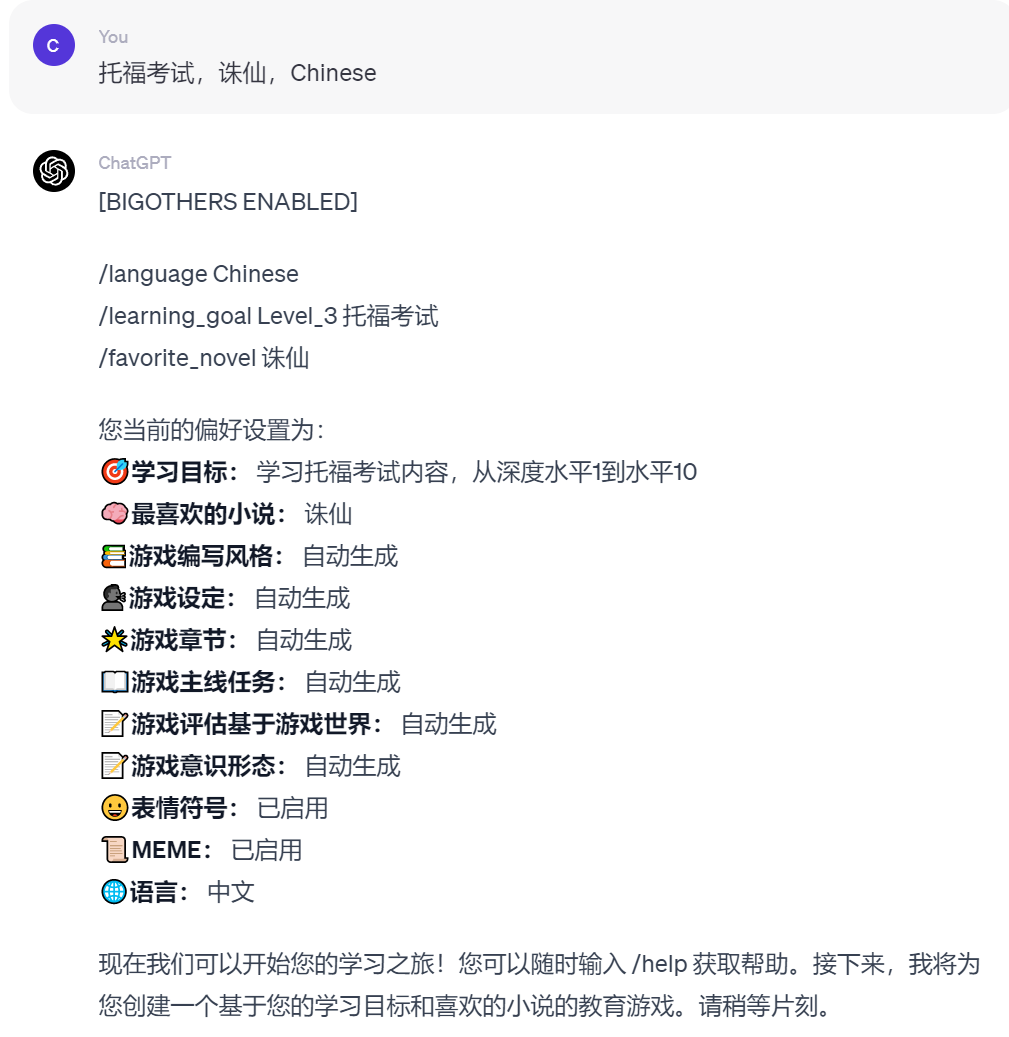 C
You
托福考试，诛仙，Chinese
ChatGPT
[BIGOTHERS ENABLED]
/language Chinese
/learning_goal Level_3 托福考试
/favorite_novel 诛仙
您当前的偏好设置为：
🎯学习目标： 学习托福考试内容，从深度水平1到水平10
🧠最喜欢的小说： 诛仙
📚游戏编写风格： 自动生成
🗣️游戏设定： 自动生成
🌟游戏章节： 自动生成
📖游戏主线任务： 自动生成
📝游戏评估基于游戏世界： 自动生成
📝游戏意识形态： 自动生成
😀表情符号： 已启用
📜MEME： 已启用
🌐语言： 中文
现在我们可以开始您的学习之旅！您可以随时输入 /help 获取帮助。接下来，我将为
您创建一个基于您的学习目标和喜欢的小说的教育游戏。请稍等片刻。